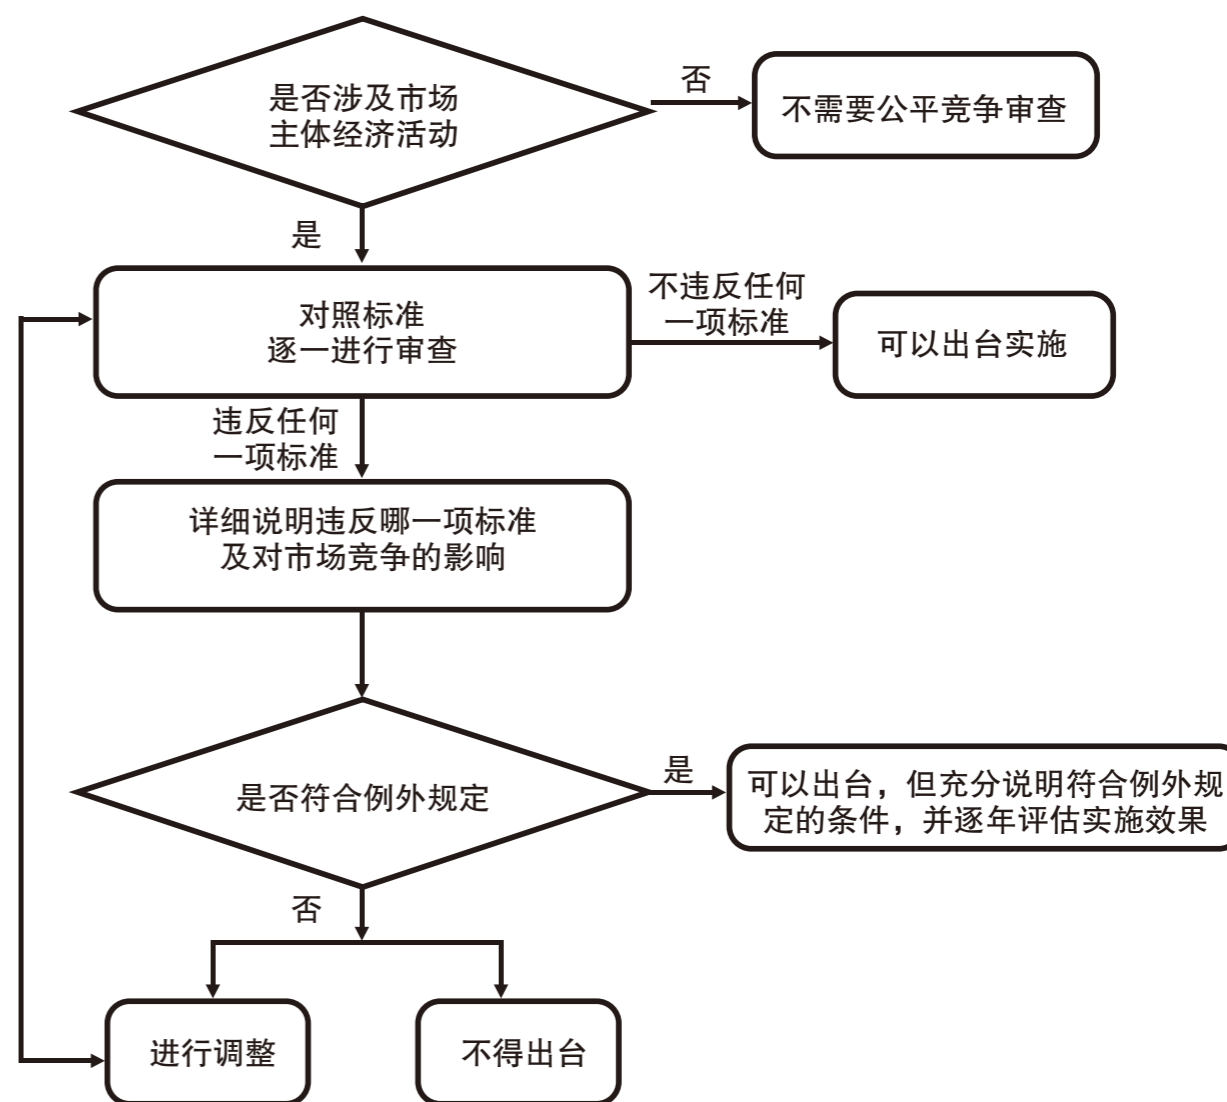 是否涉及市场
主体经济活动
否
不需要公平竞争审查
是
对照标准
逐一进行审查
不违反任何
一项标准
可以出台实施
违反任何
一项标准
详细说明违反哪一项标准
及对市场竞争的影响
是否符合例外规定
是
可以出台，但充分说明符合例外规
定的条件，并逐年评估实施效果
否
进行调整
不得出台